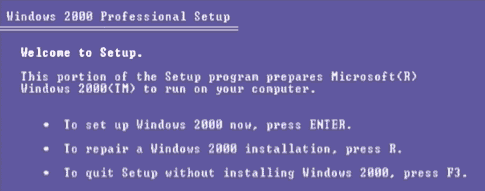 Windows 2000 Professional Setup
Welcome to Setup.
This portion of the Setup program prepares Microsoft(R)
Windows 2000(TM) to run on your computer.
• To set up Windows 2000 now, press ENTER.
• To repair a Windows 2000 installation, press R.
• To quit Setup without installing Windows 2000, press F3.